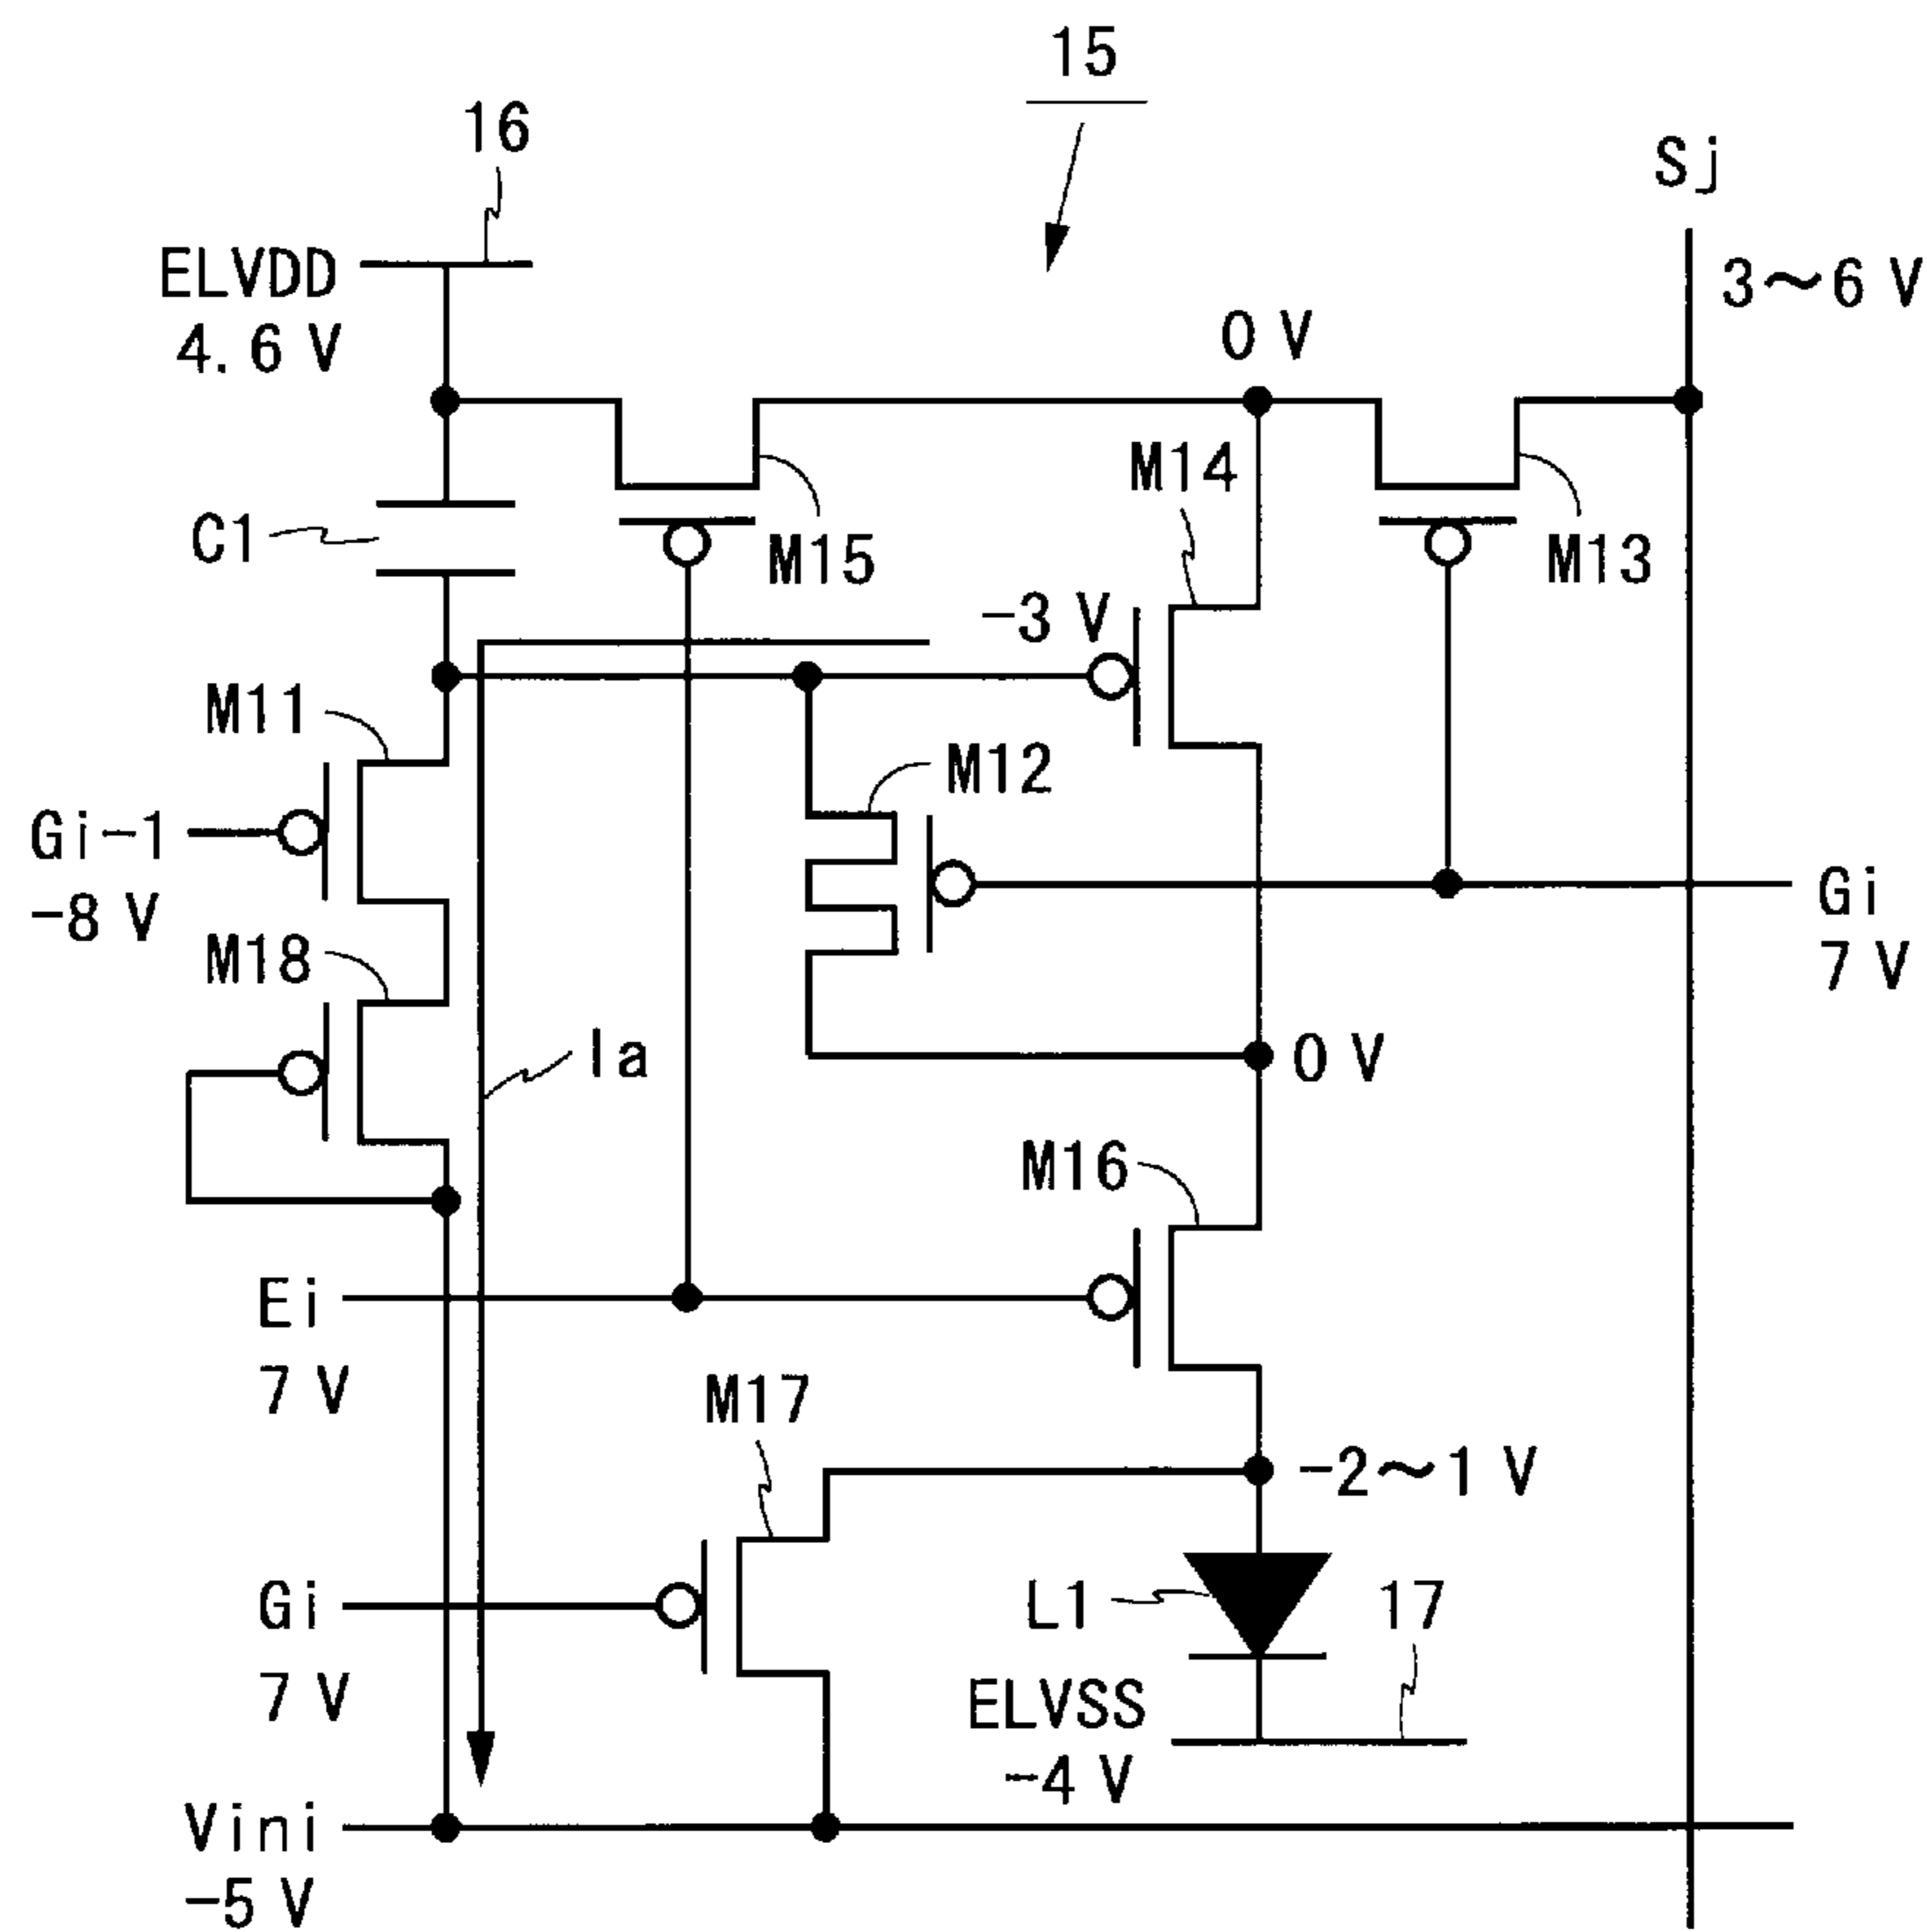 15
16
Sj
ELVDD
4.6 V
3～6 V
0 V
M14
C1
M15
M13
-3 V
M11
M12
Gi-1
-8 V
Gi
7 V
M18
Ia
0 V
M16
Ei
7 V
M17
-2～1 V
Gi
7 V
L1
17
ELVSS
-4 V
Vini
-5 V